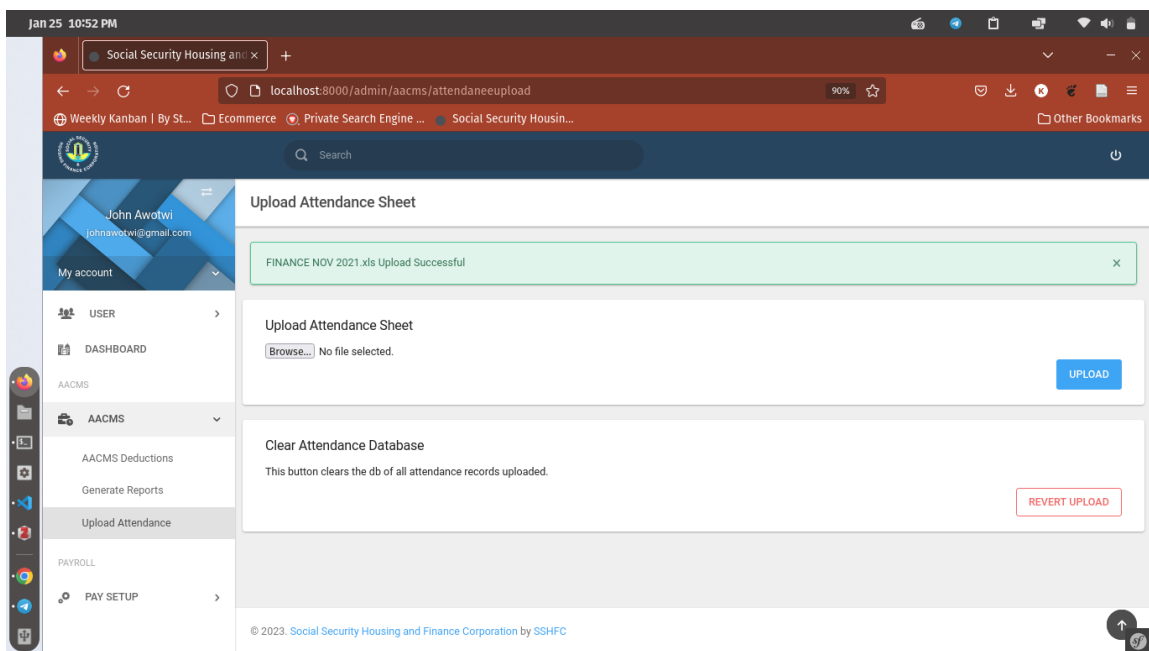 Jan 25 10:52 PM
Social Security Housing and
localhost:8000/admin/aacms/attendaneeupload
90%
Weekly Kanban | By St...
Ecommerce
Private Search Engine ...
Social Security Housin...
Other Bookmarks
Search
John Awotwi
johnawotwi@gmail.com
My account
USER
DASHBOARD
AACMS
AACMS
AACMS Deductions
Generate Reports
Upload Attendance
PAYROLL
PAY SETUP
Upload Attendance Sheet
FINANCE NOV 2021.xls Upload Successful
Upload Attendance Sheet
Browse... No file selected.
UPLOAD
Clear Attendance Database
This button clears the db of all attendance records uploaded.
REVERT UPLOAD
© 2023. Social Security Housing and Finance Corporation by SSHFC
sf